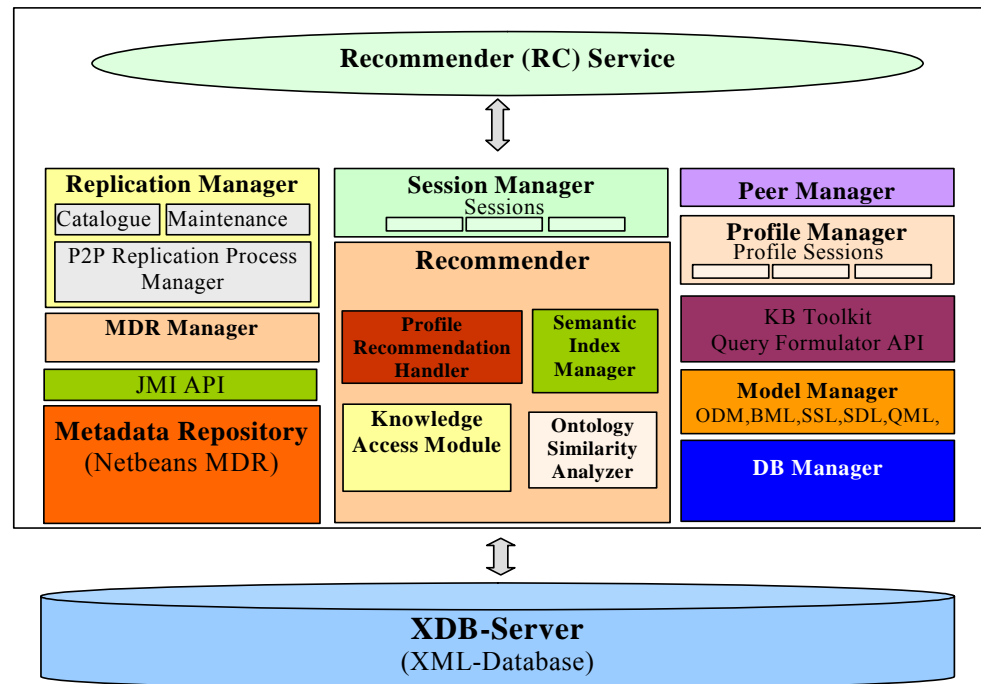 Recommender (RC) Service
Replication Manager
Catalogue
Maintenance
P2P Replication Process
Manager
MDR Manager
JMI API
Metadata Repository
(Netbeans MDR)
Session Manager
Sessions
Recommender
Profile
Recommendation
Handler
Semantic
Index
Manager
Knowledge
Access Module
Ontology
Similarity
Analyzer
Peer Manager
Profile Manager
Profile Sessions
KB Toolkit
Query Formulator API
Model Manager
ODM,BML,SSL,SDL,QML,
DB Manager
XDB-Server
(XML-Database)